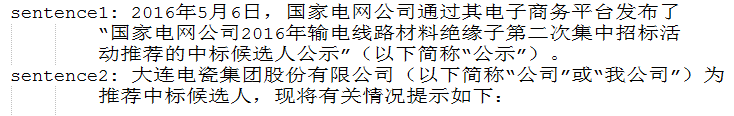 sentence1: 2016年5月6日，国家电网公司通过其电子商务平台发布了
“国家电网公司2016年输电线路材料绝缘子第二次集中招标活
动推荐的中标候选人公示”（以下简称“公示”）。
sentence2: 大连电瓷集团股份有限公司（以下简称“公司”或“我公司”）为
推荐中标候选人，现将有关情况提示如下：